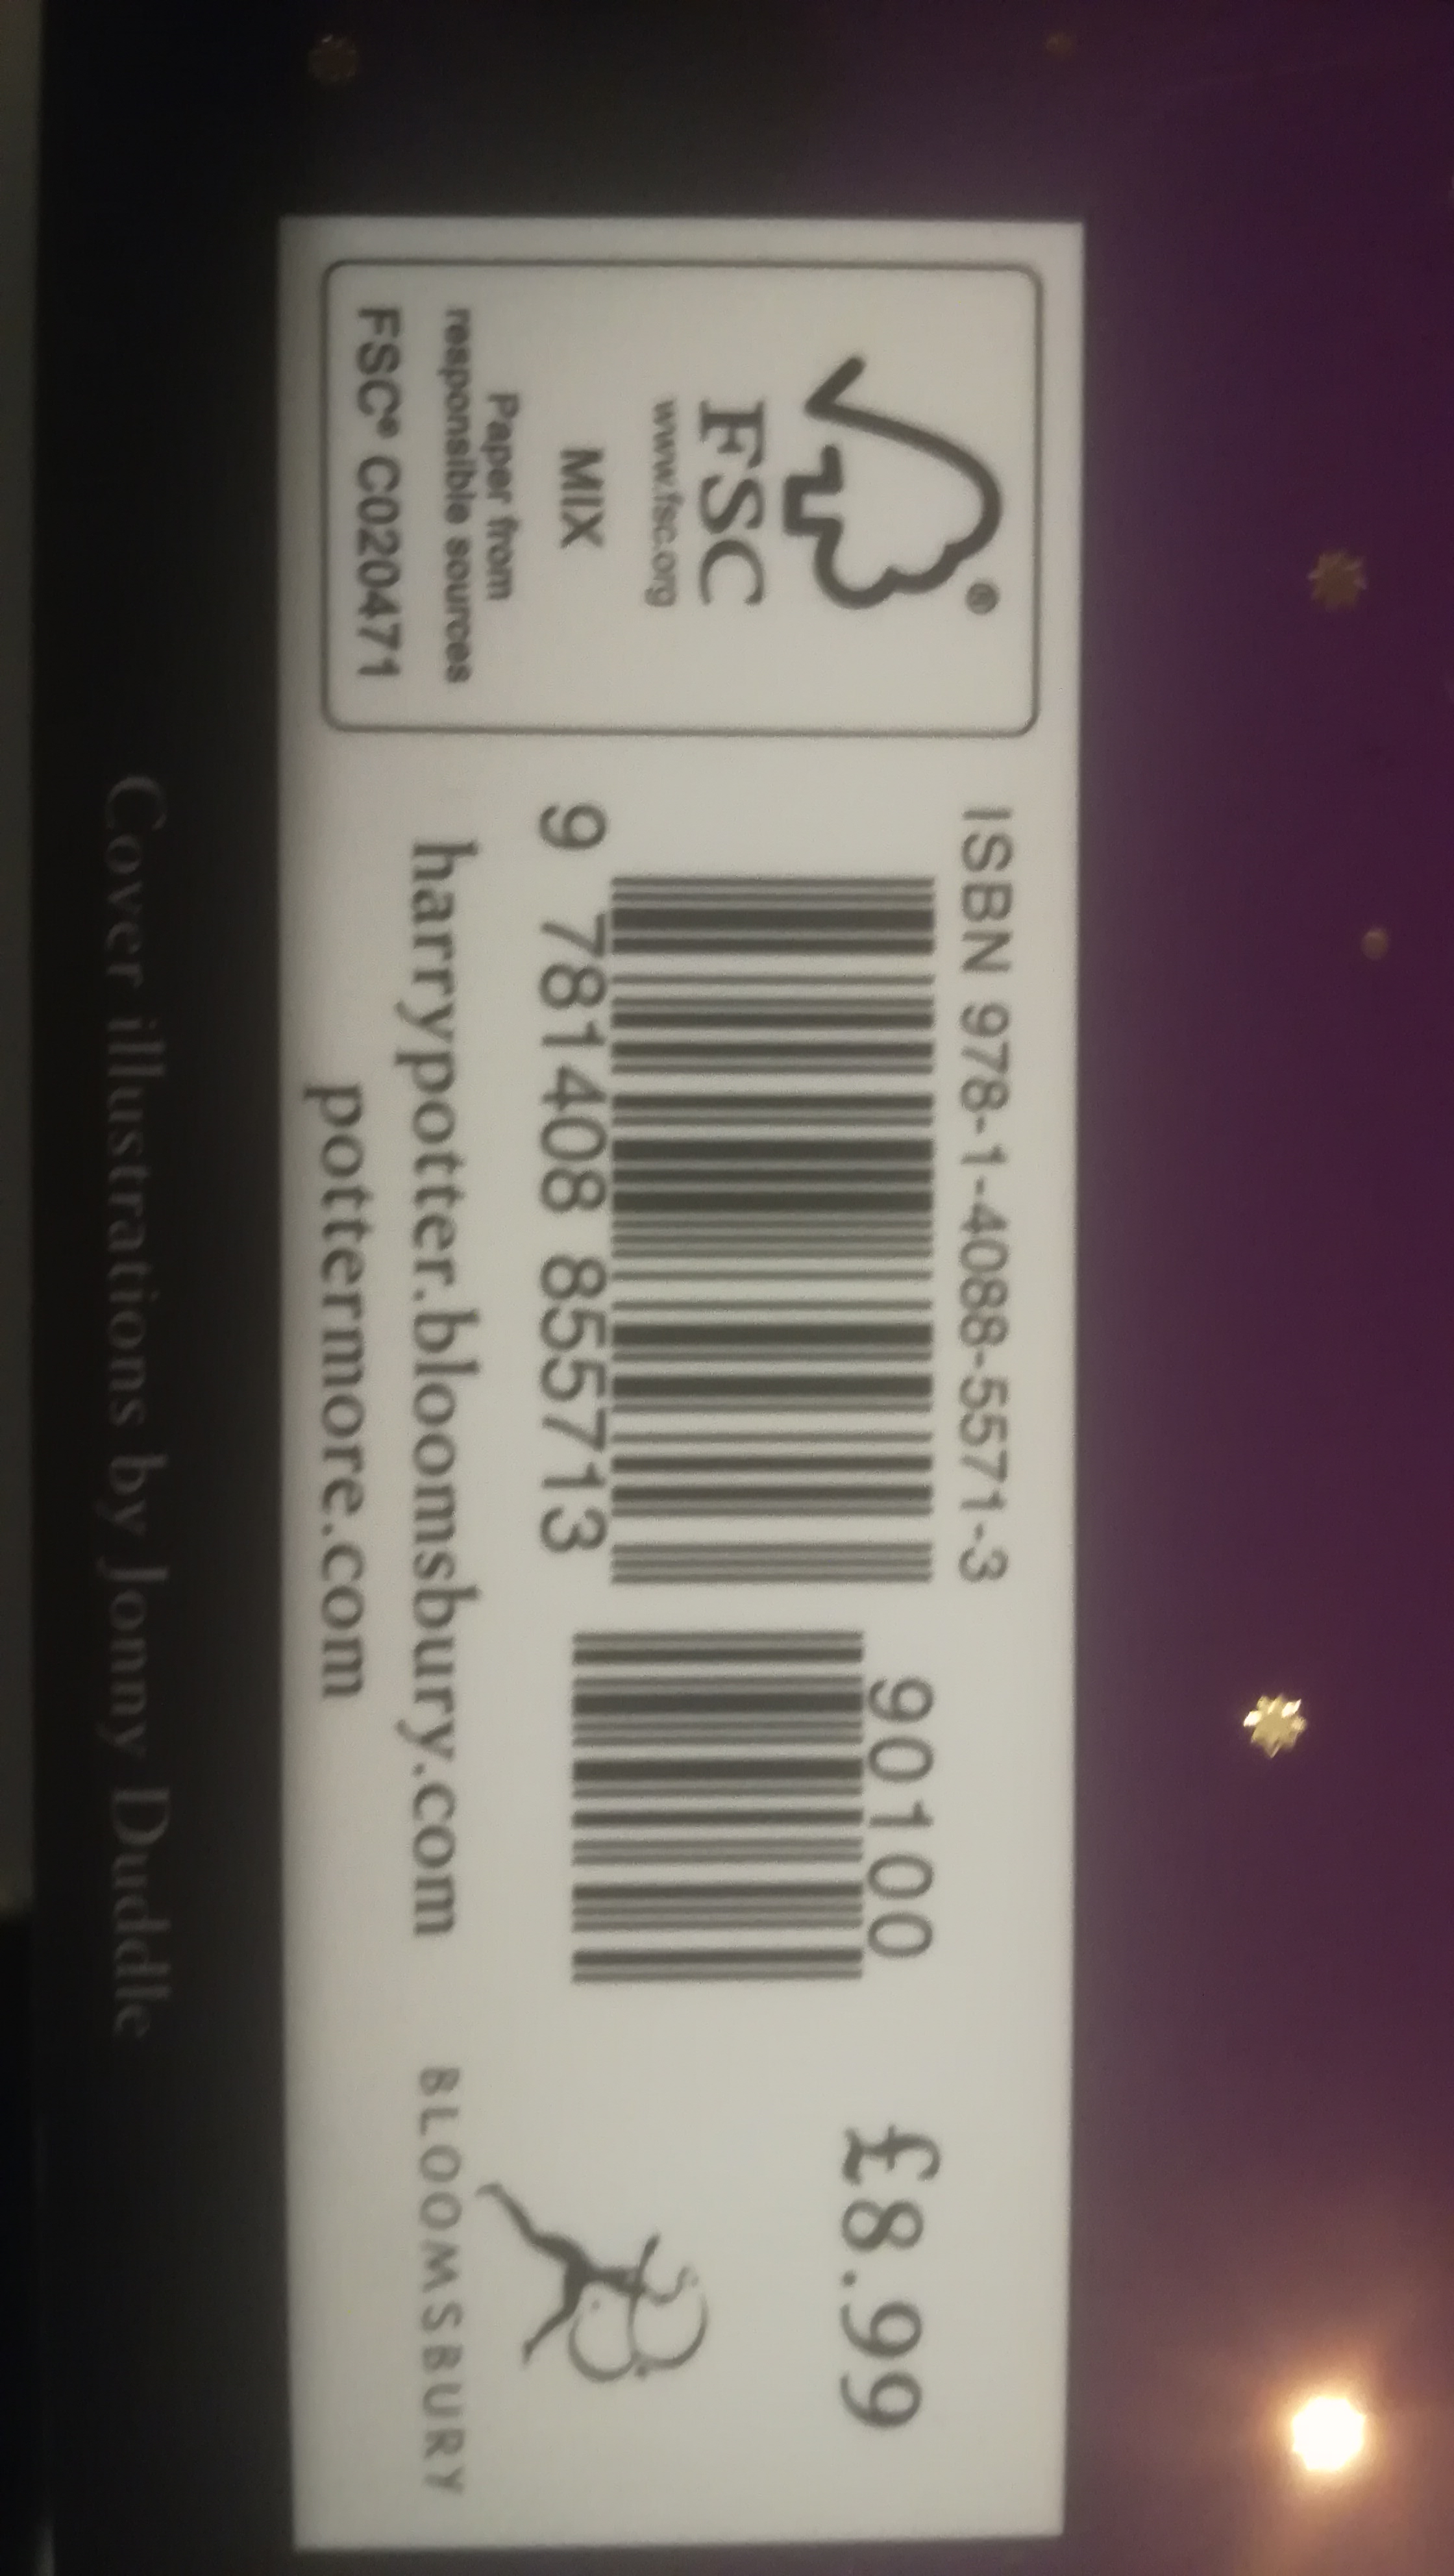 FSC®
www.fsc.org
MIX
Paper from
responsible sources
FSC® C020471
ISBN 978-1-4088-5571-3
90100
9 781408 855713
harrypotter.bloomsbury.com
pottermore.com
£8.99
BLOOMSBURY
Cover illustrations by Jonny Duddle